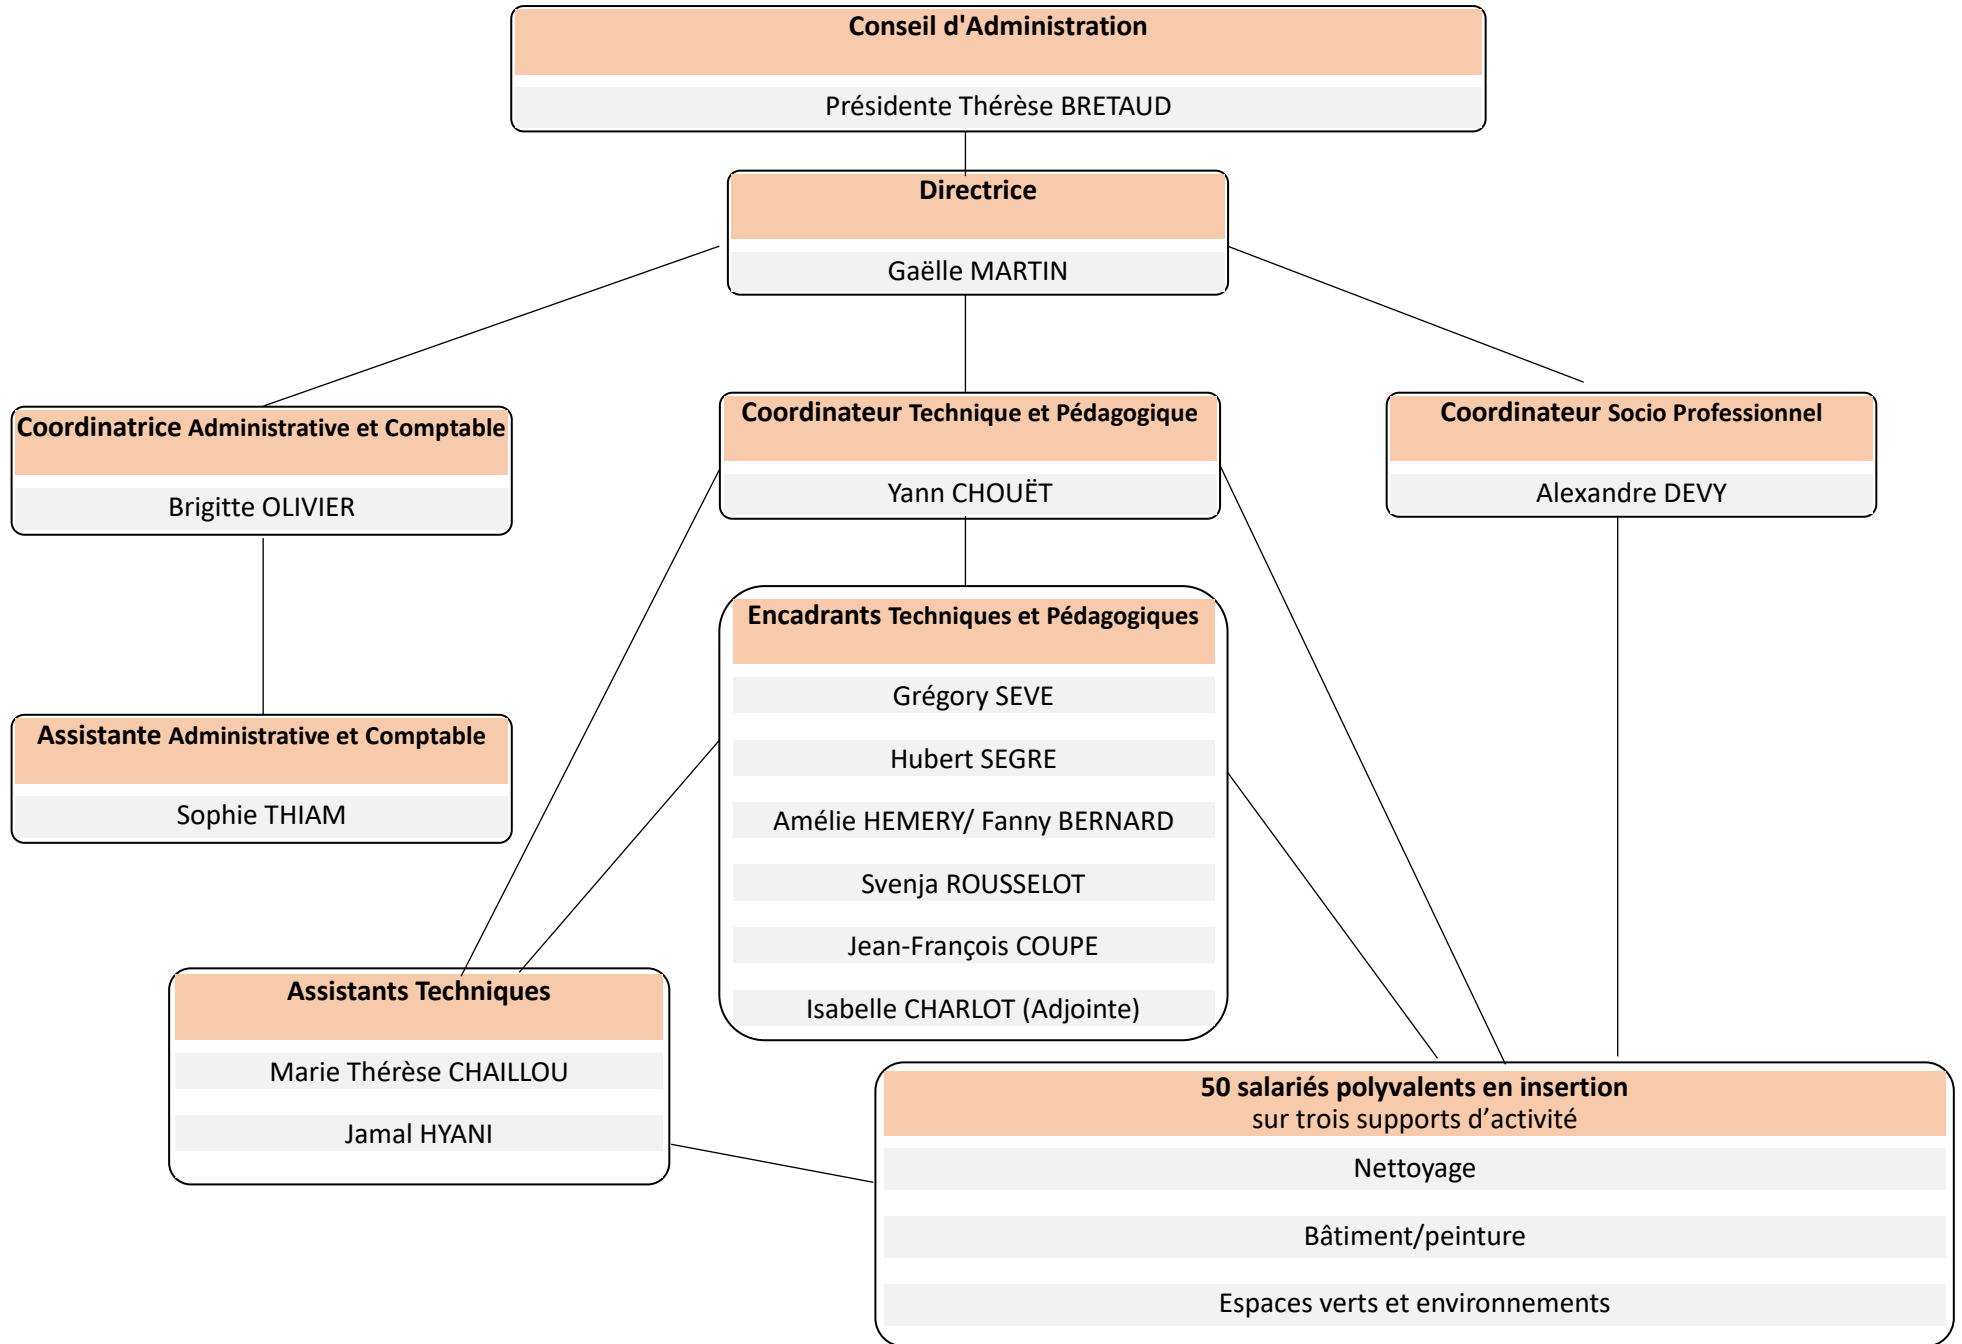 Conseil d'Administration
Présidente Thérèse BRETAUD
Directrice
Gaëlle MARTIN
Coordinatrice Administrative et Comptable
Brigitte OLIVIER
Coordinateur Technique et Pédagogique
Yann CHOUËT
Coordinateur Socio Professionnel
Alexandre DEVY
Encadrants Techniques et Pédagogiques
Grégory SEVE
Hubert SEGRE
Amélie HEMERY/ Fanny BERNARD
Svenja ROUSSELOT
Jean-François COUPE
Isabelle CHARLOT (Adjointe)
Assistante Administrative et Comptable
Sophie THIAM
Assistants Techniques
Marie Thérèse CHAILLOU
Jamal HYANI
50 salariés polyvalents en insertion
sur trois supports d’activité
Nettoyage
Bâtiment/peinture
Espaces verts et environnements